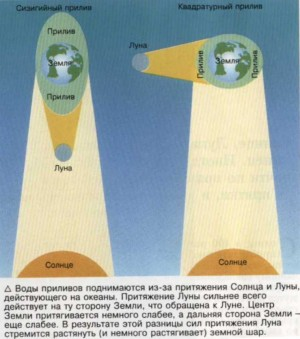 Сизигийный прилив
Квадратурный прилив
Прилив
Земля
Прилив
Луна
Солнце
Луна
Прилив
Земля
Прилив
Солнце
△ Воды приливов поднимаются из-за притяжения Солнца и Луны,
действующего на океаны. Притяжение Луны сильнее всего
действует на ту сторону Земли, что обращена к Луне. Центр
Земли притягивается немного слабее, а дальняя сторона Земли –
еще слабее. В результате этой разницы сил притяжения Луна
стремится растянуть (и немного растягивает) земной шар.